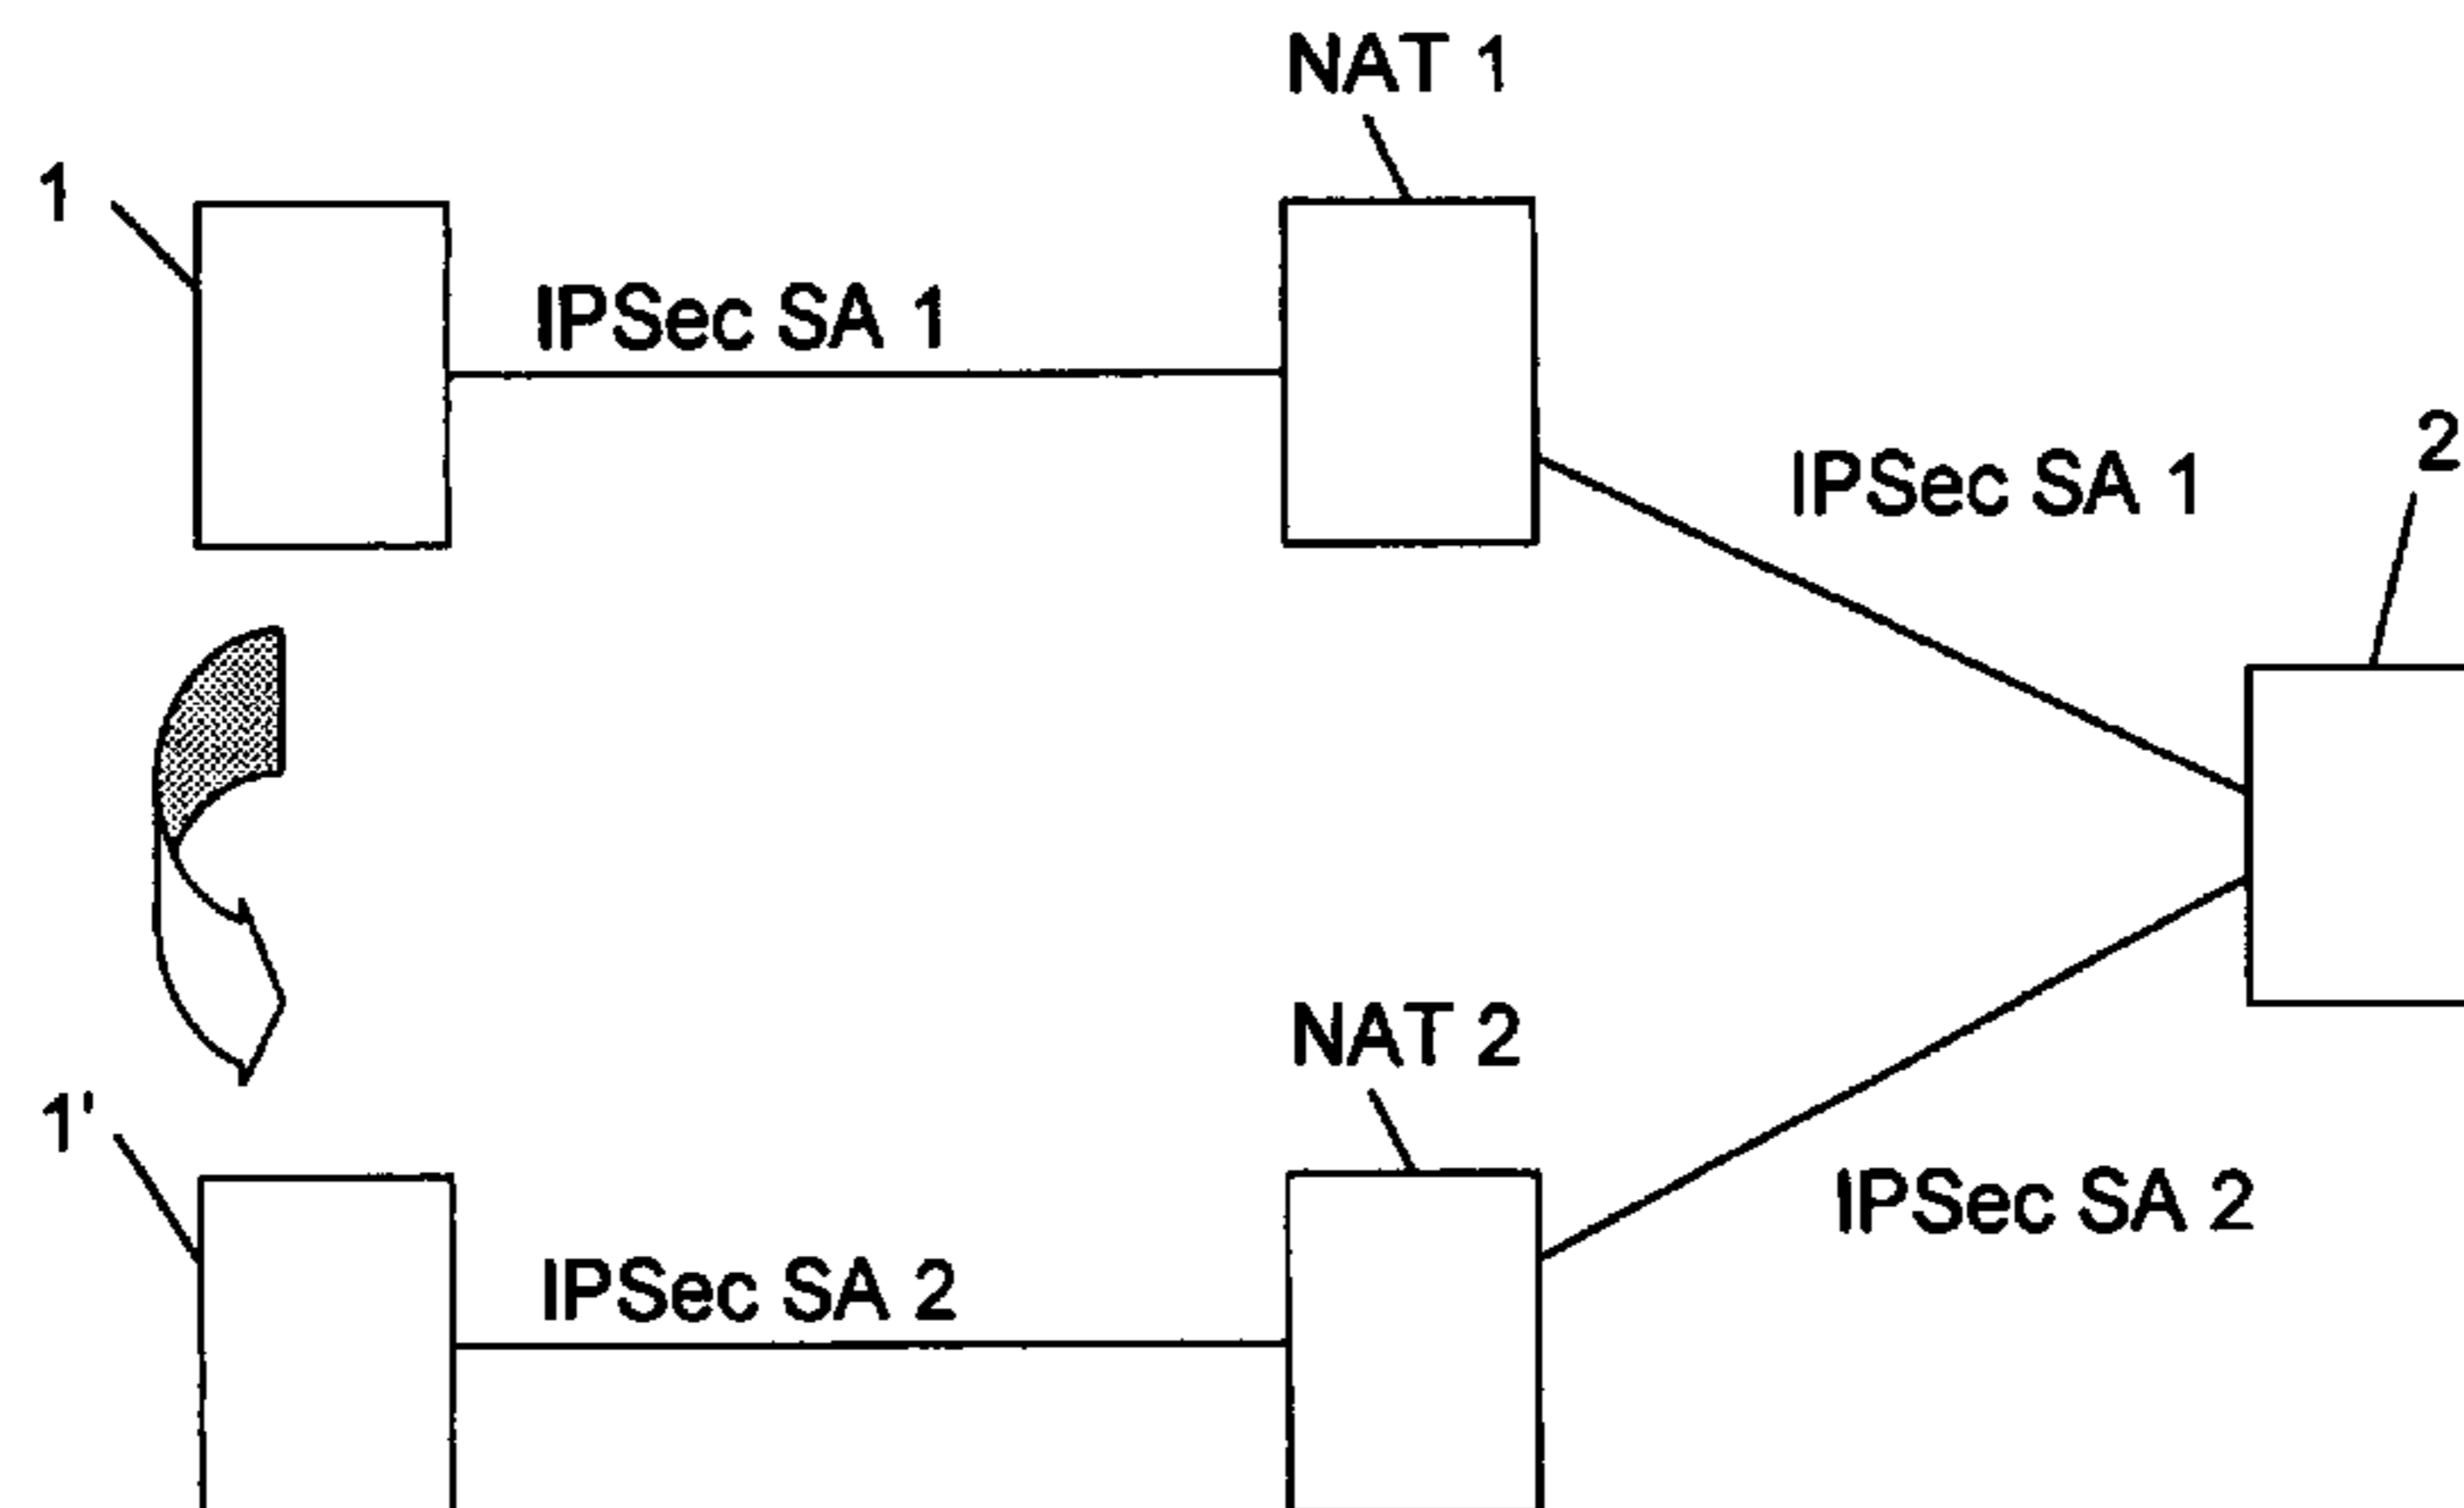 NAT 1
1
IPSec SA 1
IPSec SA 1
2
NAT 2
1'
IPSec SA 2
IPSec SA 2